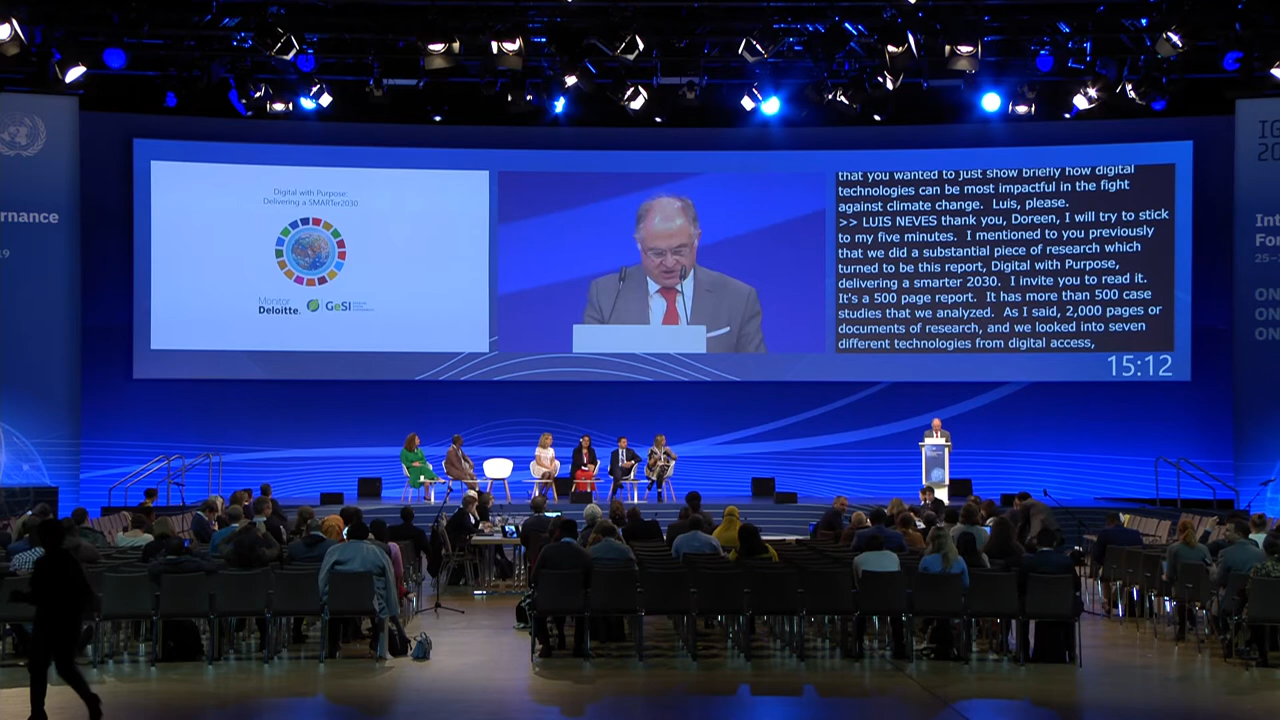 rnance
19
Digital with Purpose:
Delivering a SMARTer2030
Monitor
Deloitte.
GeSI
that you wanted to just show briefly how digital
technologies can be most impactful in the fight
against climate change. Luis, please.
>> LUIS NEVES thank you, Doreen, I will try to stick
to my five minutes. I mentioned to you previously
that we did a substantial piece of research which
turned to be this report, Digital with Purpose,
delivering a smarter 2030. I invite you to read it.
It's a 500 page report. It has more than 500 case
studies that we analyzed. As I said, 2,000 pages or
documents of research, and we looked into seven
different technologies from digital access,
15:12
IG
20
Int
For
25–
ON
ON
ON